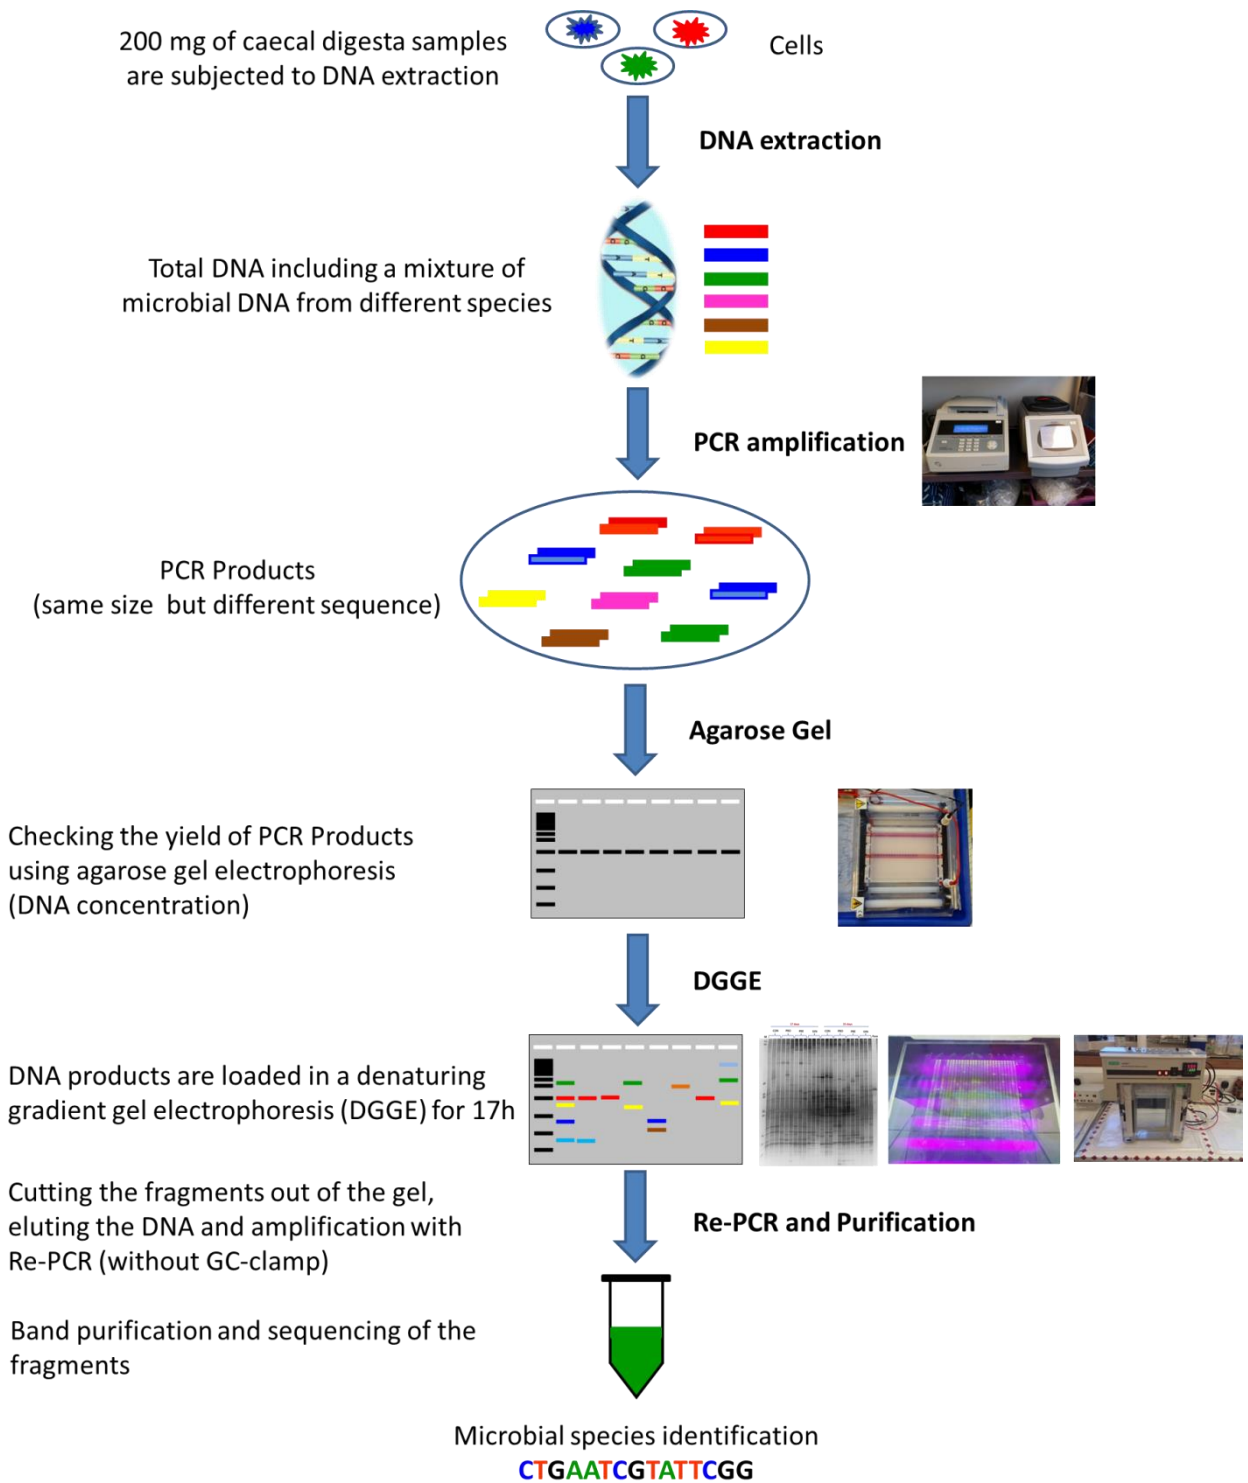 200 mg of caecal digesta samples
are subjected to DNA extraction
Cells
DNA extraction
Total DNA including a mixture of
microbial DNA from different species
PCR amplification
PCR Products
(same size but different sequence)
Agarose Gel
Checking the yield of PCR Products
using agarose gel electrophoresis
(DNA concentration)
DGGE
DNA products are loaded in a denaturing
gradient gel electrophoresis (DGGE) for 17h
Cutting the fragments out of the gel,
eluting the DNA and amplification with
Re-PCR (without GC-clamp)
Re-PCR and Purification
Band purification and sequencing of the
fragments
Microbial species identification
CTGAATCGTATTCGG